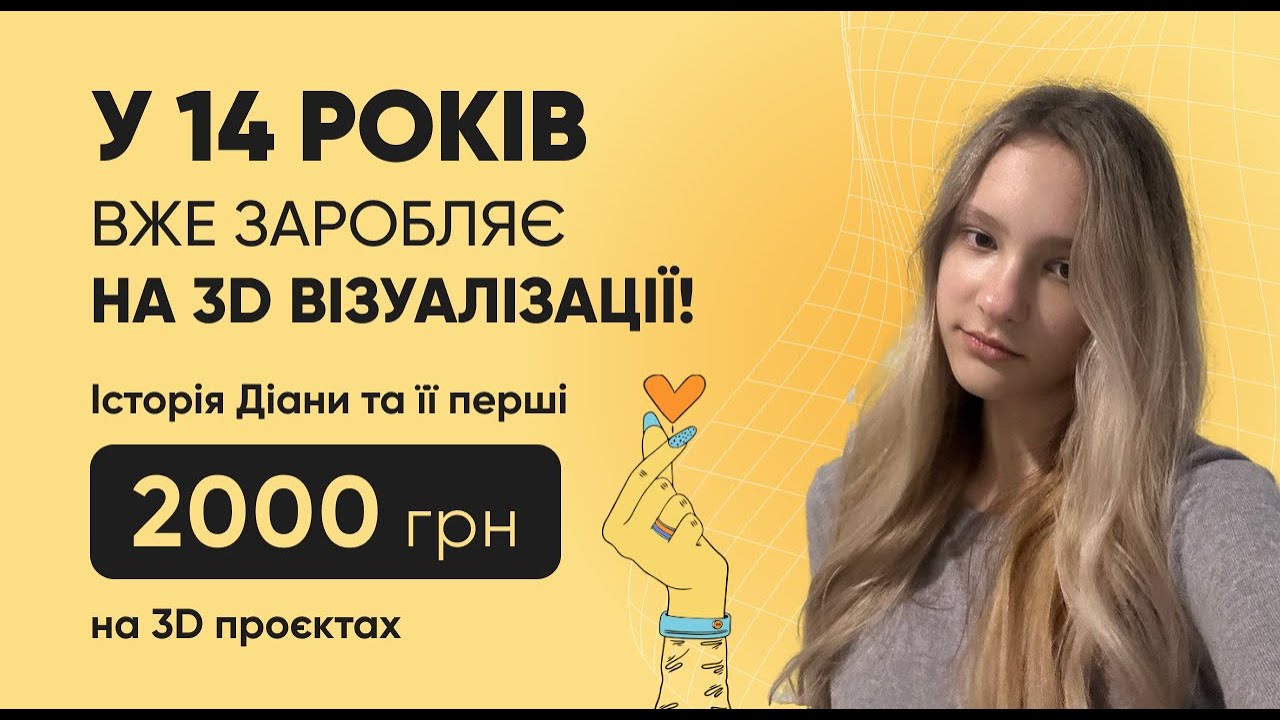 У 14 РОКІВ
ВЖЕ ЗАРОБЛЯЄ
НА 3D ВІЗУАЛІЗАЦІЇ!
Історія Діани та її перші
2000 грн
на 3D проєктах